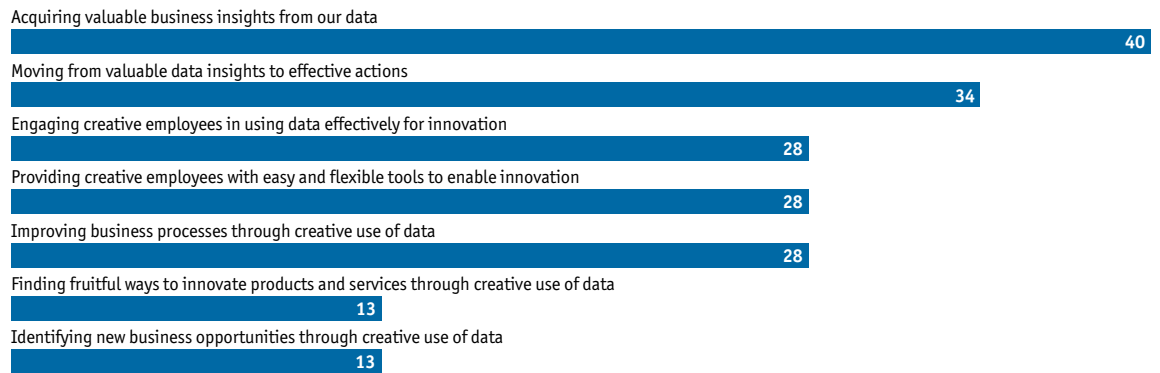 Acquiring valuable business insights from our data
40
Moving from valuable data insights to effective actions
34
Engaging creative employees in using data effectively for innovation
28
Providing creative employees with easy and flexible tools to enable innovation
28
Improving business processes through creative use of data
28
Finding fruitful ways to innovate products and services through creative use of data
13
Identifying new business opportunities through creative use of data
13